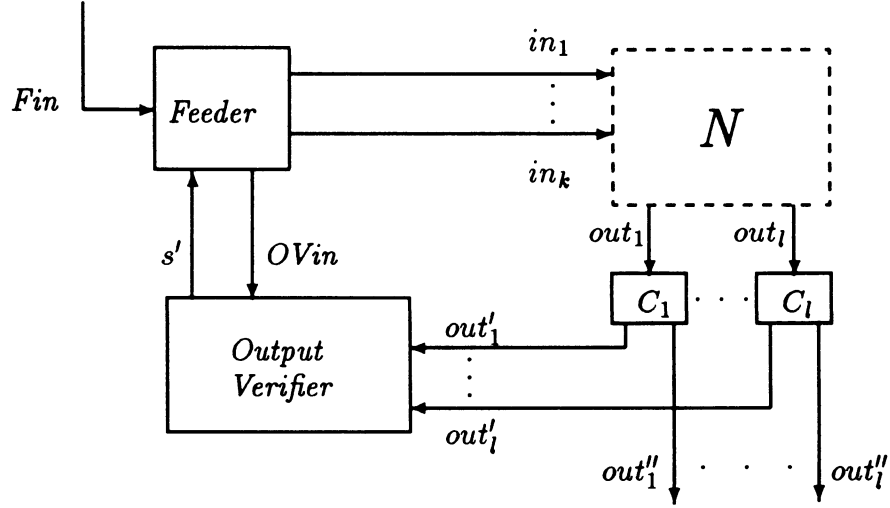 in₁
Fin
Feeder
N
inₖ
s′
OVin
out₁
outₗ
C₁
Cₗ
out′₁
Output
Verifier
out′ₗ
out″₁
out″ₗ